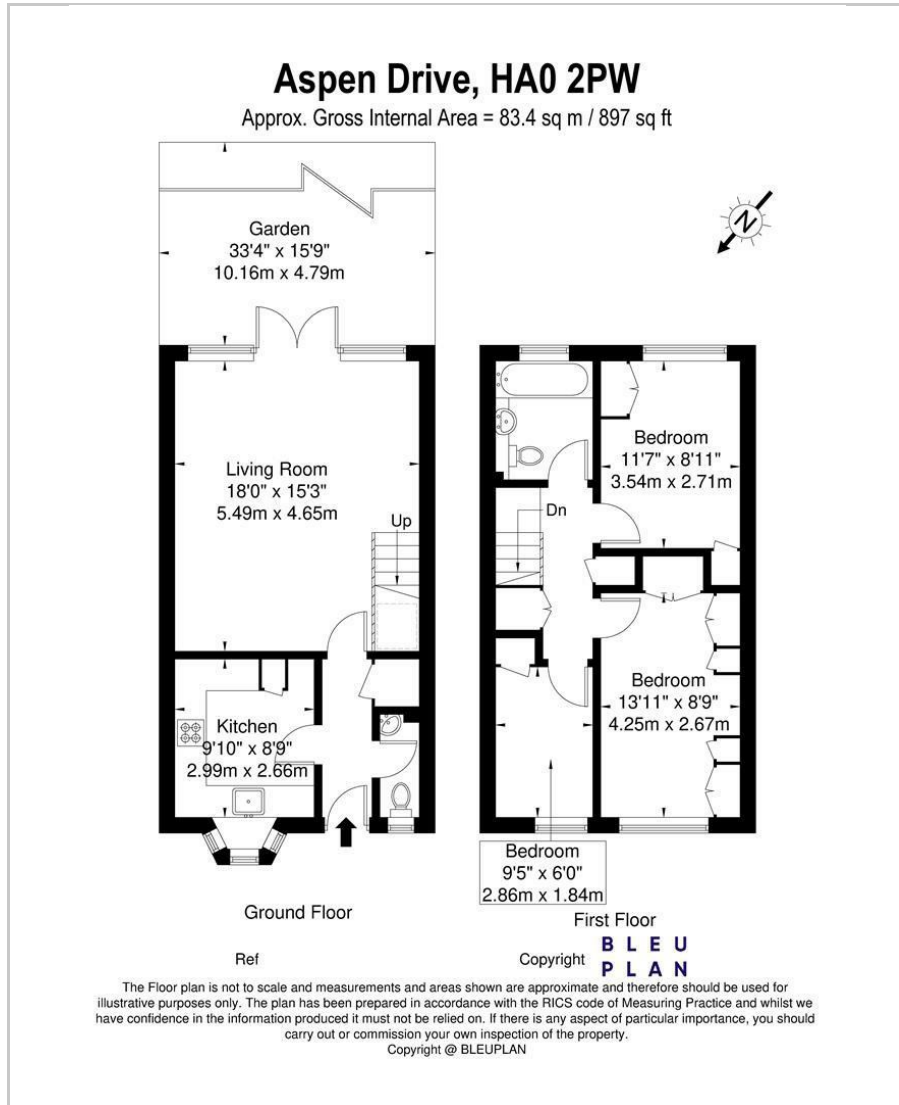 Aspen Drive, HA0 2PW
Approx. Gross Internal Area = 83.4 sq m / 897 sq ft
Garden
33'4" x 15'9"
10.16m x 4.79m
N
Living Room
18'0" x 15'3"
5.49m x 4.65m
Up
Kitchen
9'10" x 8'9"
2.99m x 2.66m
Ground Floor
Bedroom
11'7" x 8'11"
3.54m x 2.71m
Dn
Bedroom
13'11" x 8'9"
4.25m x 2.67m
Bedroom
9'5" x 6'0"
2.86m x 1.84m
First Floor
Ref
Copyright
BLEU
PLAN
The Floor plan is not to scale and measurements and areas shown are approximate and therefore should be used for
illustrative purposes only. The plan has been prepared in accordance with the RICS code of Measuring Practice and whilst we
have confidence in the information produced it must not be relied on. If there is any aspect of particular importance, you should
carry out or commission your own inspection of the property.
Copyright @ BLEUPLAN